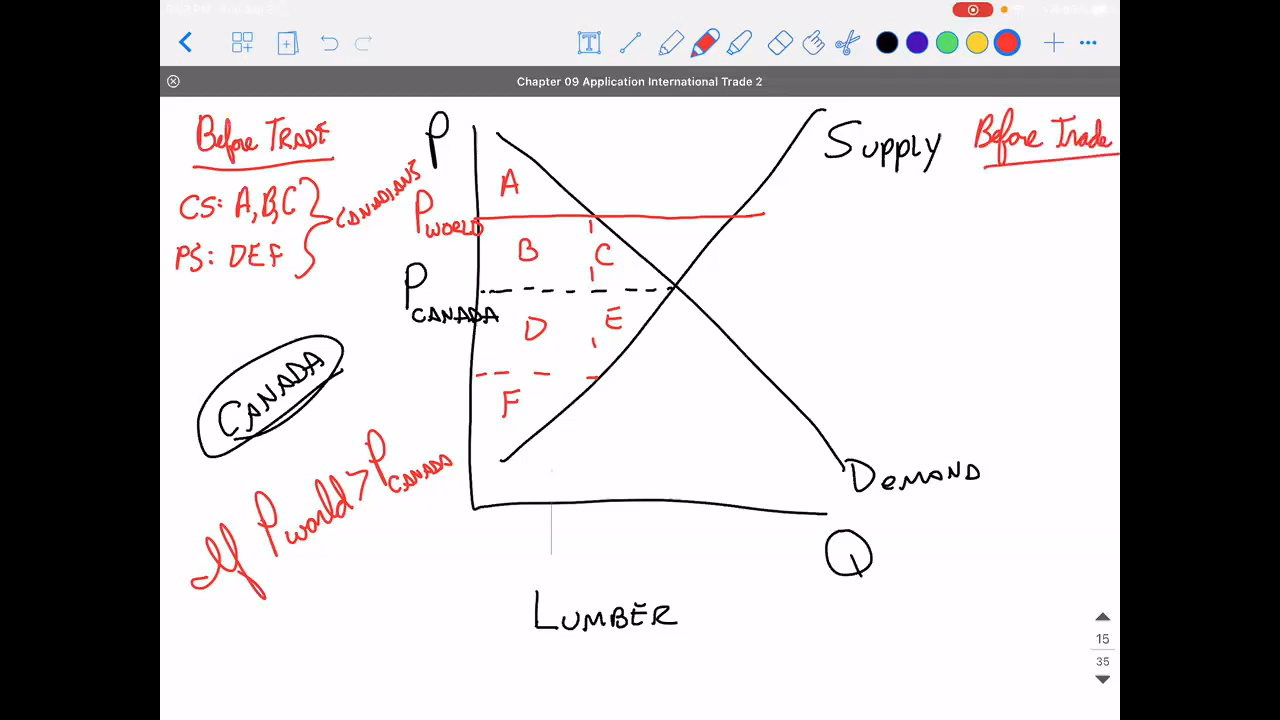 Chapter 09 Application International Trade 2
Before TRADE
CS: A,B,C
PS: DEF
CANADIANS
P
Supply
Before Trade
A
PWORLD
B
C
PCANADA
D
E
F
CANADA
If Pworld > PCANADA
DEMAND
Q
LUMBER
15
35